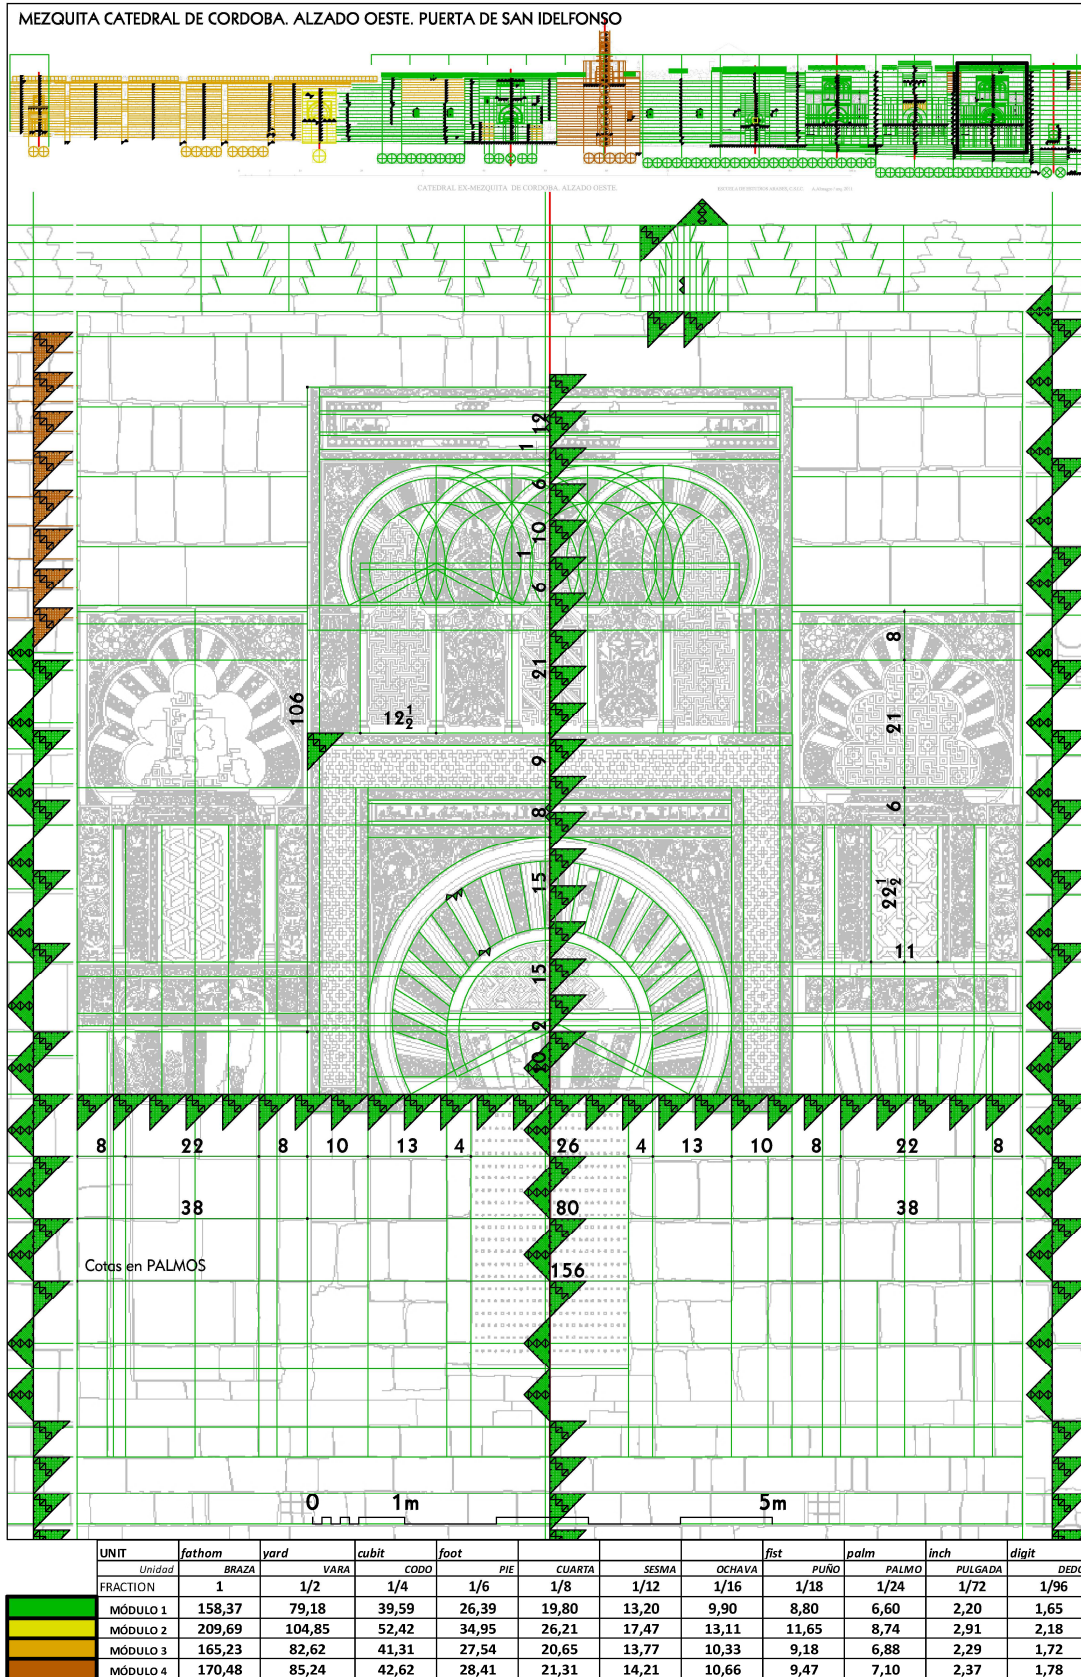 MEZQUITA CATEDRAL DE CORDOBA. ALZADO OESTE. PUERTA DE SAN IDELFONSO
CATEDRAL EX-MEZQUITA DE CORDOBA. ALZADO OESTE.
12
1
6
10
1
6
8
21
21
106
12 1/2
9
6
8
15
22 1/2
11
15
2
10
8 22 8 10 13 4 26 4 13 10 8 22 8
38 80 38
Cotas en PALMOS
156
0 1m 5m
UNIT fathom yard cubit foot fist palm inch digit
Unidad BRAZA VARA CODO PIE CUARTA SESMA OCHAVA PUÑO PALMO PULGADA DEDO
FRACTION 1 1/2 1/4 1/6 1/8 1/12 1/16 1/18 1/24 1/72 1/96
MÓDULO 1 158,37 79,18 39,59 26,39 19,80 13,20 9,90 8,80 6,60 2,20 1,65
MÓDULO 2 209,69 104,85 52,42 34,95 26,21 17,47 13,11 11,65 8,74 2,91 2,18
MÓDULO 3 165,23 82,62 41,31 27,54 20,65 13,77 10,33 9,18 6,88 2,29 1,72
MÓDULO 4 170,48 85,24 42,62 28,41 21,31 14,21 10,66 9,47 7,10 2,37 1,78